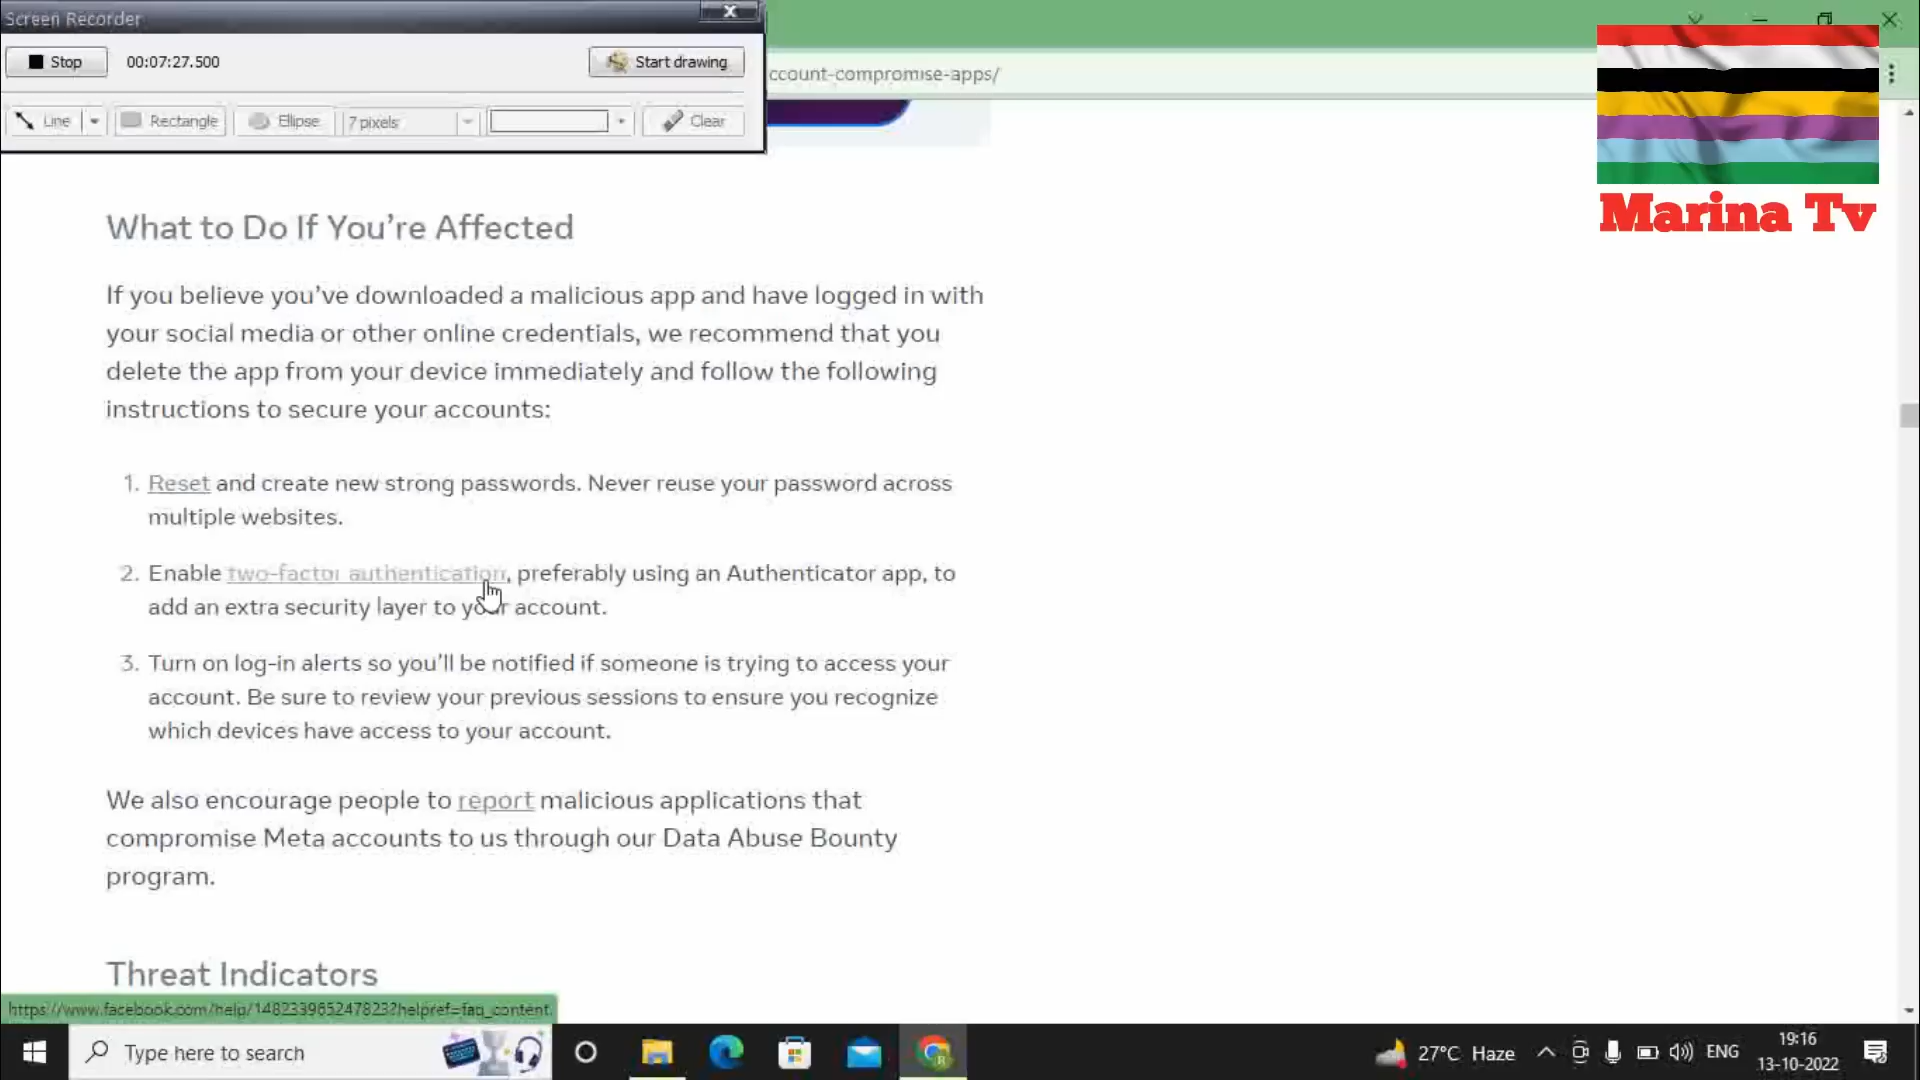 Screen Recorder
Stop
00:07:27.500
Start drawing
Line
Rectangle
Ellipse
7 pixels
Clear
ccount-compromise-apps/
Marina Tv
What to Do If You’re Affected
If you believe you’ve downloaded a malicious app and have logged in with
your social media or other online credentials, we recommend that you
delete the app from your device immediately and follow the following
instructions to secure your accounts:
1. Reset and create new strong passwords. Never reuse your password across
multiple websites.
2. Enable two-factor authentication, preferably using an Authenticator app, to
add an extra security layer to your account.
3. Turn on log-in alerts so you’ll be notified if someone is trying to access your
account. Be sure to review your previous sessions to ensure you recognize
which devices have access to your account.
We also encourage people to report malicious applications that
compromise Meta accounts to us through our Data Abuse Bounty
program.
Threat Indicators
https://www.facebook.com/help/148233965247823?helpref=faq_content
Type here to search
27°C Haze
ENG
19:16
13-10-2022